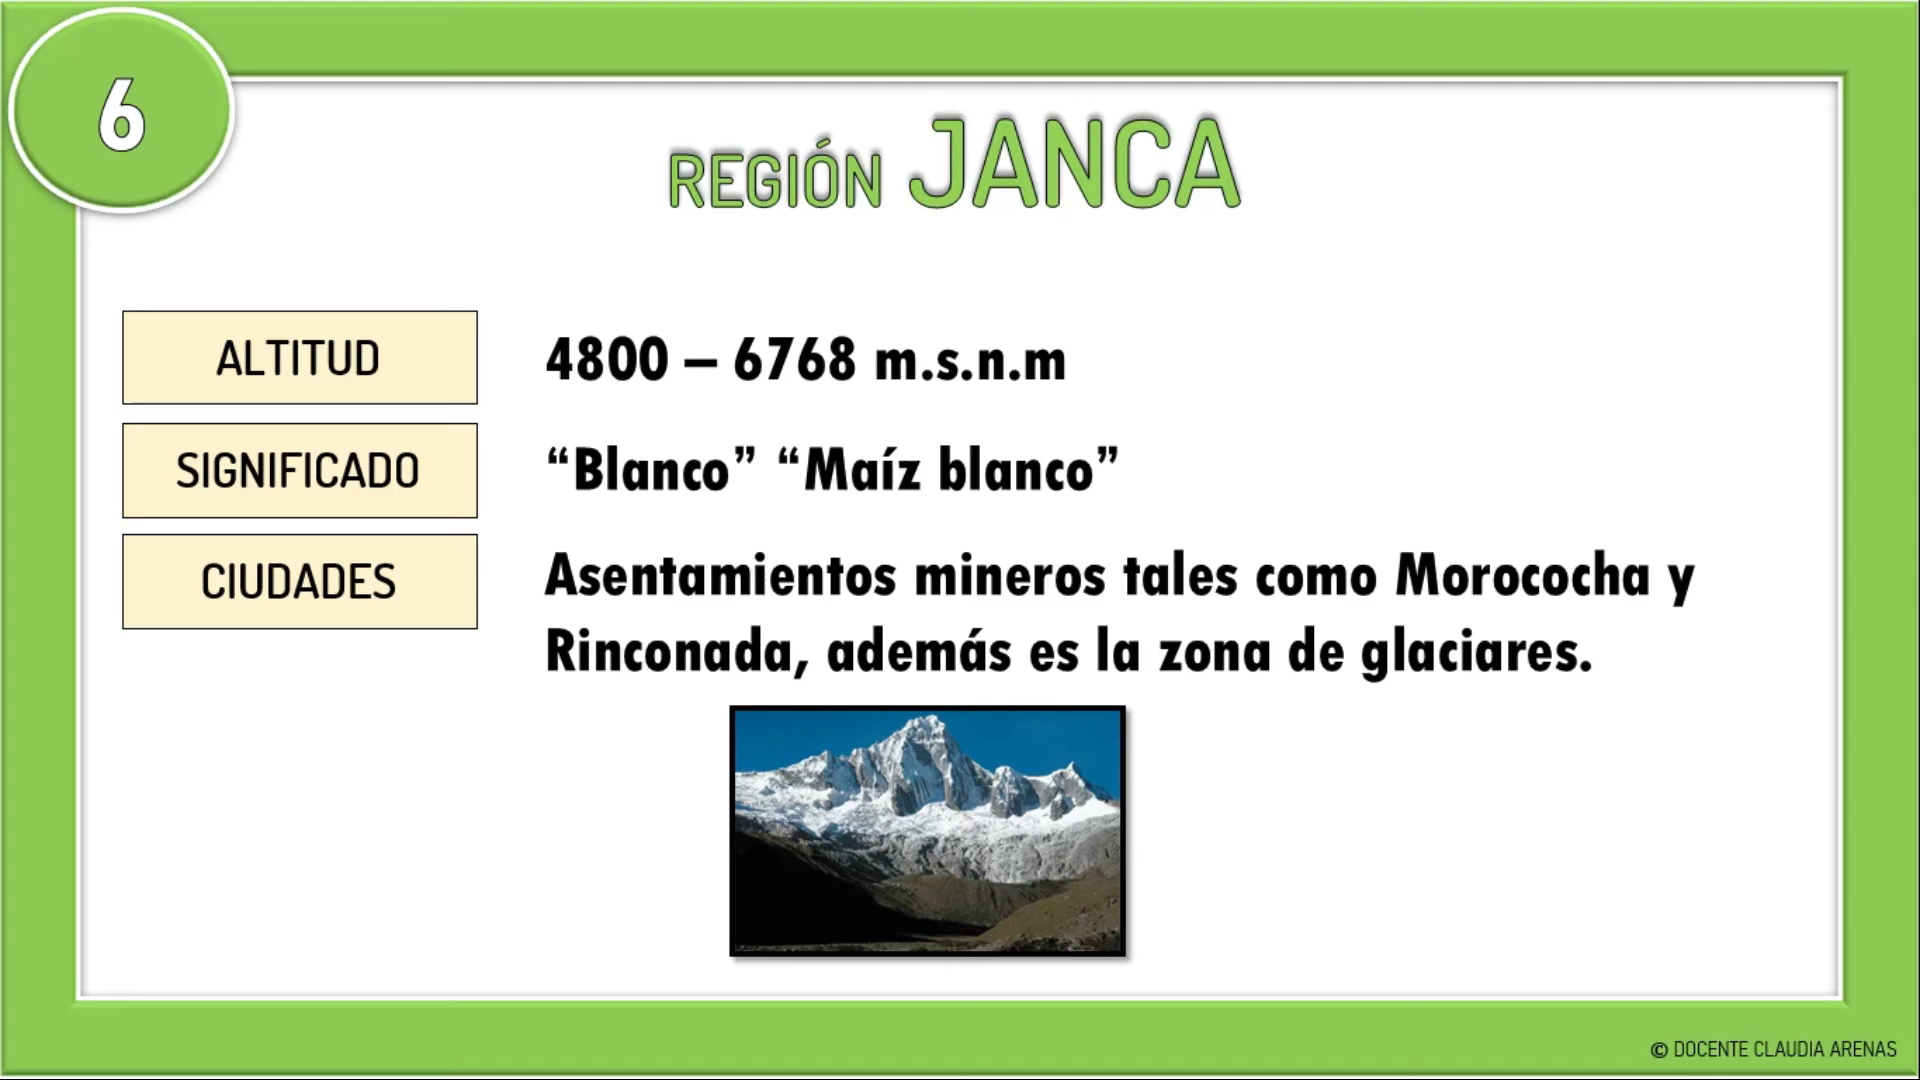 6
REGIÓN JANCA
ALTITUD
4800 – 6768 m.s.n.m
SIGNIFICADO
“Blanco” “Maíz blanco”
CIUDADES
Asentamientos mineros tales como Morococha y
Rinconada, además es la zona de glaciares.
© DOCENTE CLAUDIA ARENAS